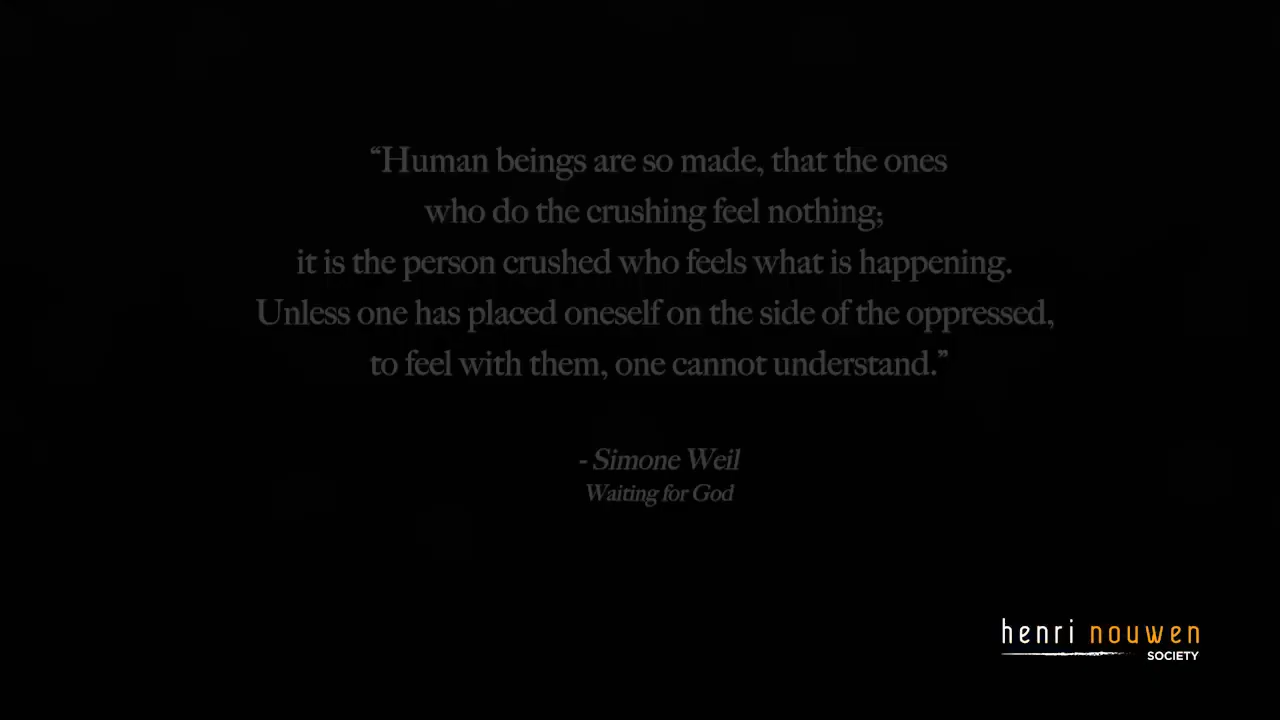 “Human beings are so made, that the ones
who do the crushing feel nothing;
it is the person crushed who feels what is happening.
Unless one has placed oneself on the side of the oppressed,
to feel with them, one cannot understand.”
- Simone Weil
Waiting for God
henri nouwen
SOCIETY